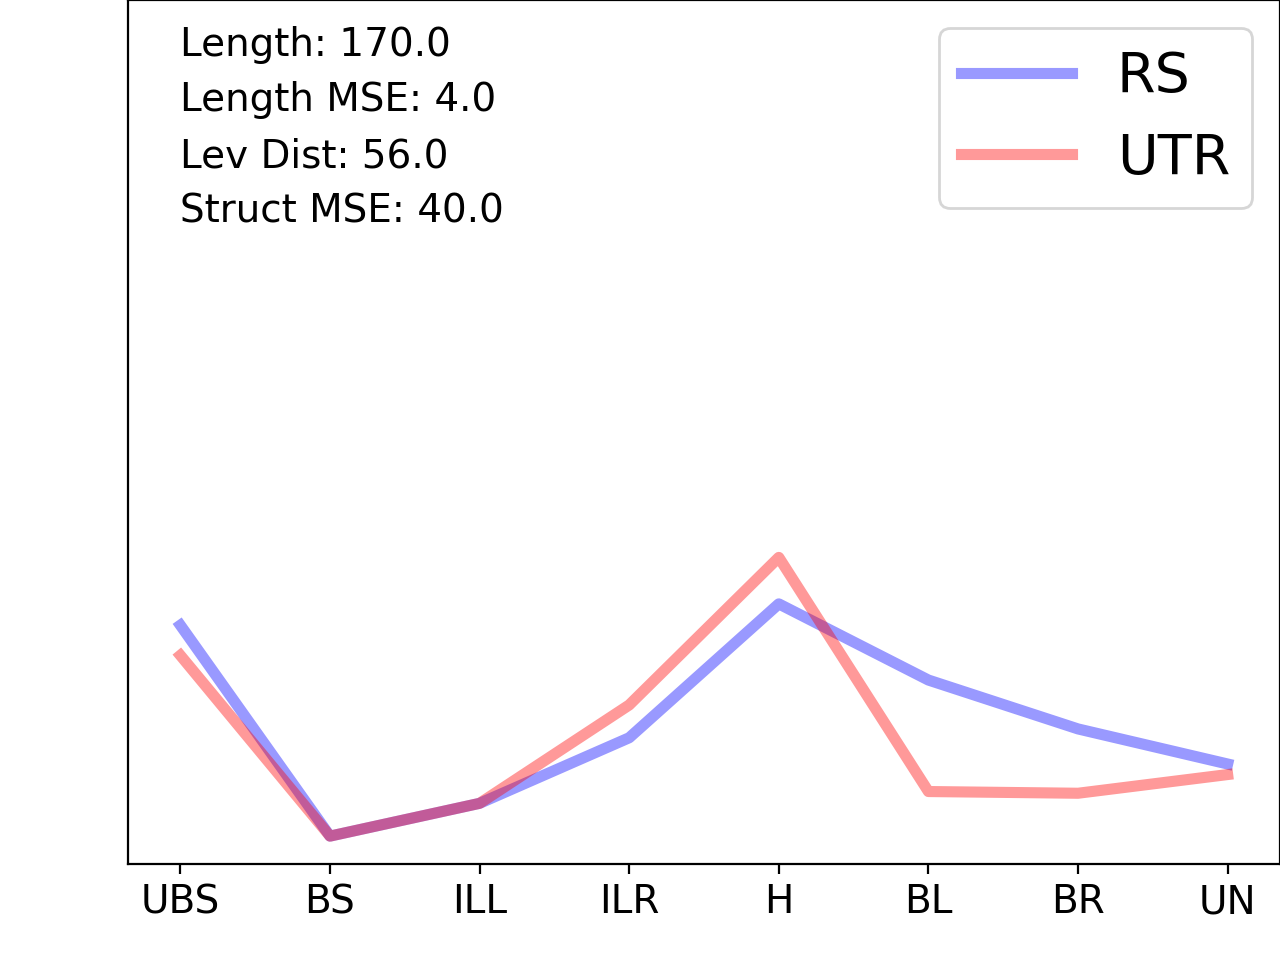 Length: 170.0
Length MSE: 4.0
Lev Dist: 56.0
Struct MSE: 40.0
RS
UTR
UBS BS ILL ILR H BL BR UN